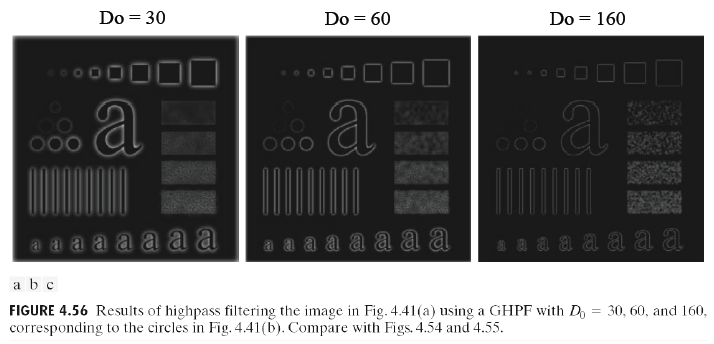 Do = 30 Do = 60 Do = 160
a a a
a a a a a a a a a a a a a a a a a a a a a a a a
a b c
FIGURE 4.56 Results of highpass filtering the image in Fig. 4.41(a) using a GHPF with D₀ = 30, 60, and 160,
corresponding to the circles in Fig. 4.41(b). Compare with Figs. 4.54 and 4.55.